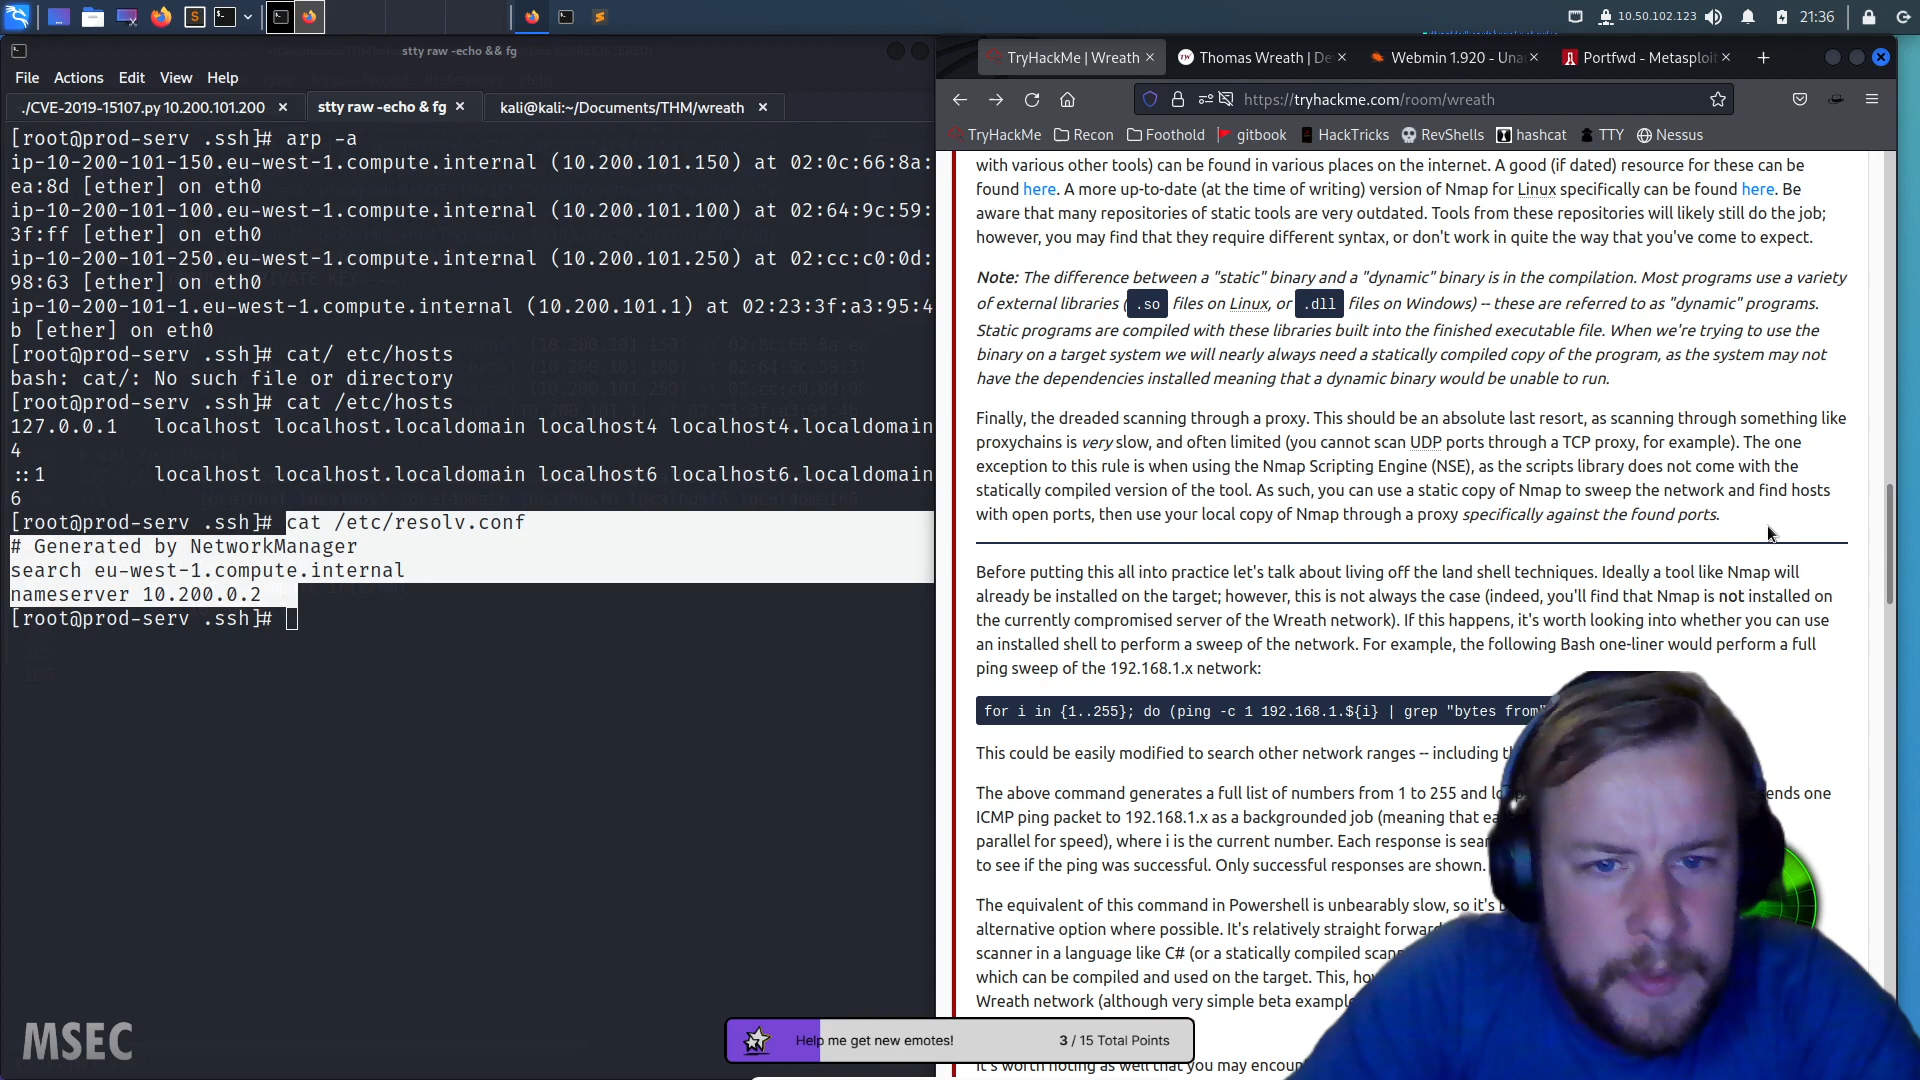 10.50.102.123
21:36
stty raw -echo && fg
File Actions Edit View Help
./CVE-2019-15107.py 10.200.101.200
stty raw -echo & fg
kali@kali:~/Documents/THM/wreath
[root@prod-serv .ssh]# arp -a
ip-10-200-101-150.eu-west-1.compute.internal (10.200.101.150) at 02:0c:66:8a:
ea:8d [ether] on eth0
ip-10-200-101-100.eu-west-1.compute.internal (10.200.101.100) at 02:64:9c:59:
3f:ff [ether] on eth0
ip-10-200-101-250.eu-west-1.compute.internal (10.200.101.250) at 02:cc:c0:0d:
98:63 [ether] on eth0
ip-10-200-101-1.eu-west-1.compute.internal (10.200.101.1) at 02:23:3f:a3:95:4
b [ether] on eth0
[root@prod-serv .ssh]# cat/ etc/hosts
bash: cat/: No such file or directory
[root@prod-serv .ssh]# cat /etc/hosts
127.0.0.1   localhost localhost.localdomain localhost4 localhost4.localdomain
4
::1         localhost localhost.localdomain localhost6 localhost6.localdomain
6
[root@prod-serv .ssh]# cat /etc/resolv.conf
# Generated by NetworkManager
search eu-west-1.compute.internal
nameserver 10.200.0.2
[root@prod-serv .ssh]#
MSEC
TryHackMe | Wreath
Thomas Wreath | De
Webmin 1.920 - Una
Portfwd - Metasploit
https://tryhackme.com/room/wreath
TryHackMe Recon Foothold gitbook HackTricks RevShells hashcat TTY Nessus
with various other tools) can be found in various places on the internet. A good (if dated) resource for these can be
found here. A more up-to-date (at the time of writing) version of Nmap for Linux specifically can be found here. Be
aware that many repositories of static tools are very outdated. Tools from these repositories will likely still do the job;
however, you may find that they require different syntax, or don't work in quite the way that you've come to expect.
Note: The difference between a "static" binary and a "dynamic" binary is in the compilation. Most programs use a variety
of external libraries ( .so files on Linux, or .dll files on Windows) -- these are referred to as "dynamic" programs.
Static programs are compiled with these libraries built into the finished executable file. When we're trying to use the
binary on a target system we will nearly always need a statically compiled copy of the program, as the system may not
have the dependencies installed meaning that a dynamic binary would be unable to run.
Finally, the dreaded scanning through a proxy. This should be an absolute last resort, as scanning through something like
proxychains is very slow, and often limited (you cannot scan UDP ports through a TCP proxy, for example). The one
exception to this rule is when using the Nmap Scripting Engine (NSE), as the scripts library does not come with the
statically compiled version of the tool. As such, you can use a static copy of Nmap to sweep the network and find hosts
with open ports, then use your local copy of Nmap through a proxy specifically against the found ports.
Before putting this all into practice let's talk about living off the land shell techniques. Ideally a tool like Nmap will
already be installed on the target; however, this is not always the case (indeed, you'll find that Nmap is not installed on
the currently compromised server of the Wreath network). If this happens, it's worth looking into whether you can use
an installed shell to perform a sweep of the network. For example, the following Bash one-liner would perform a full
ping sweep of the 192.168.1.x network:
for i in {1..255}; do (ping -c 1 192.168.1.${i} | grep "bytes from"
This could be easily modified to search other network ranges -- including
The above command generates a full list of numbers from 1 to 255 and ends one
ICMP ping packet to 192.168.1.x as a backgrounded job (meaning that
parallel for speed), where i is the current number. Each response is
to see if the ping was successful. Only successful responses are shown.
The equivalent of this command in Powershell is unbearably slow, so it's
alternative option where possible. It's relatively straight
scanner in a language like C# (or a statically compiled
which can be compiled and used on the target. This,
Wreath network (although very simple beta
It's worth noting as well that you may
Help me get new emotes!
3 / 15 Total Points